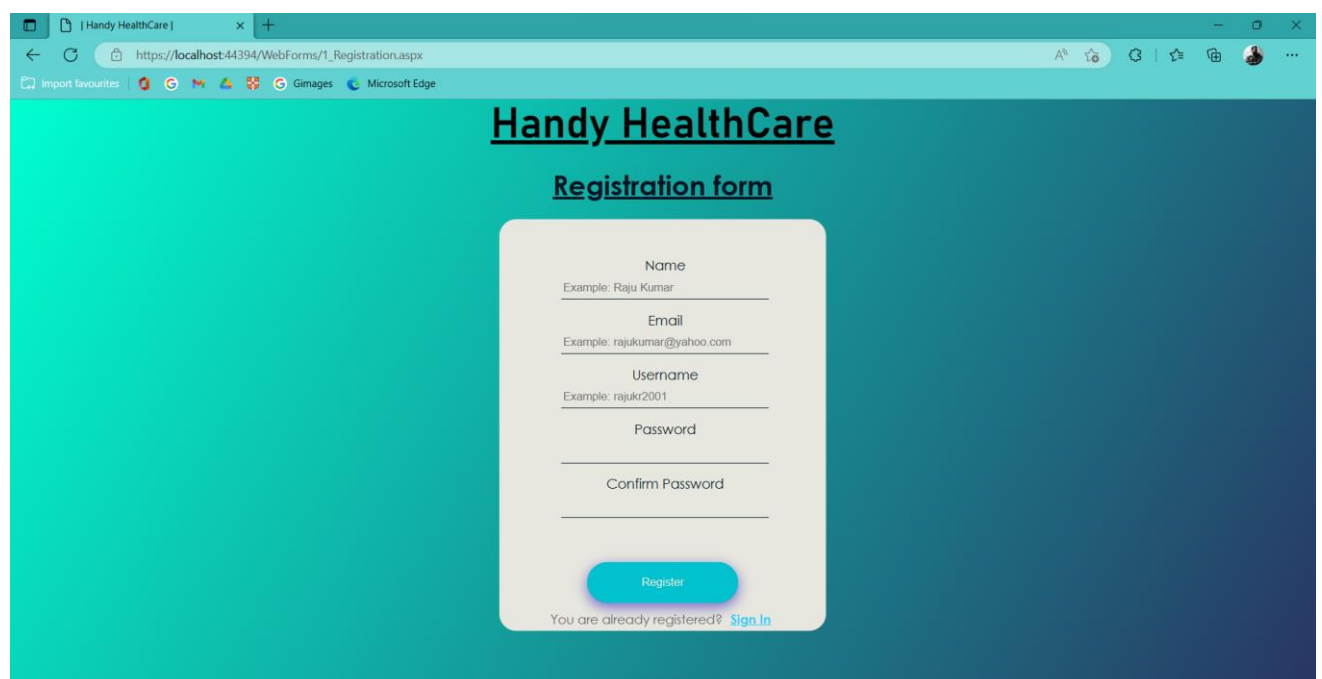 | Handy HealthCare |
https://localhost:44394/WebForms/1_Registration.aspx
Import favourites
Gimages
Microsoft Edge
Handy HealthCare
Registration form
Name
Example: Raju Kumar
Email
Example: rajukumar@yahoo.com
Username
Example: rajukr2001
Password
Confirm Password
Register
You are already registered? Sign In